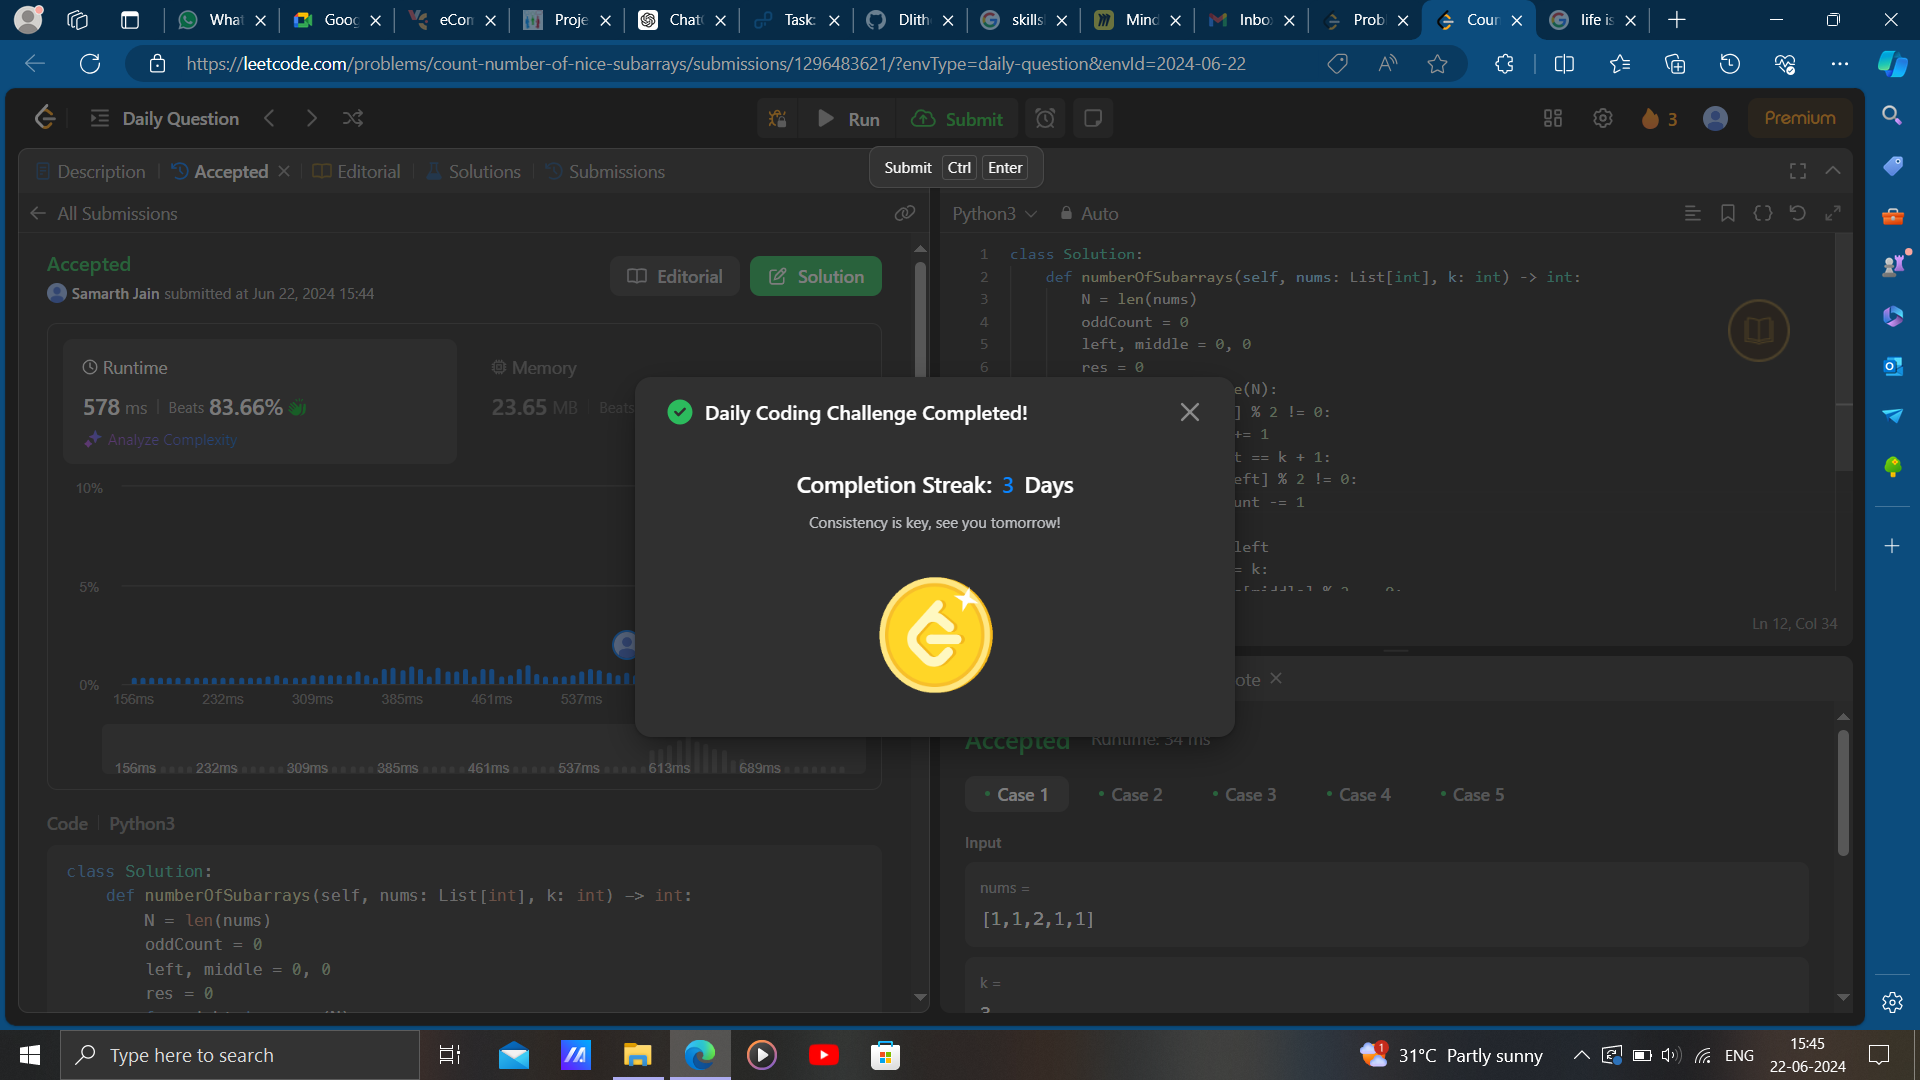 What
Goog
eCom
Proje
Chat
Task:
Dlith
skills
Mind
Inbo
Prob
Coun
life is
https://leetcode.com/problems/count-number-of-nice-subarrays/submissions/1296483621/?envType=daily-question&envId=2024-06-22
Daily Question
Run
Submit
3
Premium
Submit Ctrl Enter
Description
Accepted
Editorial
Solutions
Submissions
All Submissions
Python3
Auto
Accepted
Samarth Jain submitted at Jun 22, 2024 15:44
Editorial
Solution
Runtime
578 ms
Beats 83.66%
Analyze Complexity
Memory
23.65 MB
Beats
10%
5%
0%
156ms 232ms 309ms 385ms 461ms 537ms
156ms 232ms 309ms 385ms 461ms 537ms 613ms 689ms
Code
Python3
class Solution:
def numberOfSubarrays(self, nums: List[int], k: int) -> int:
N = len(nums)
oddCount = 0
left, middle = 0, 0
res = 0
1 class Solution:
2 def numberOfSubarrays(self, nums: List[int], k: int) -> int:
3 N = len(nums)
4 oddCount = 0
5 left, middle = 0, 0
6 res = 0
e(N):
] % 2 != 0:
+= 1
t == k + 1:
eft] % 2 != 0:
unt -= 1
left
= k:
Ln 12, Col 34
Daily Coding Challenge Completed!
Completion Streak: 3 Days
Consistency is key, see you tomorrow!
ote
Accepted
Runtime: 34 ms
Case 1
Case 2
Case 3
Case 4
Case 5
Input
nums =
[1,1,2,1,1]
k =
Type here to search
1
31°C Partly sunny
ENG
15:45
22-06-2024